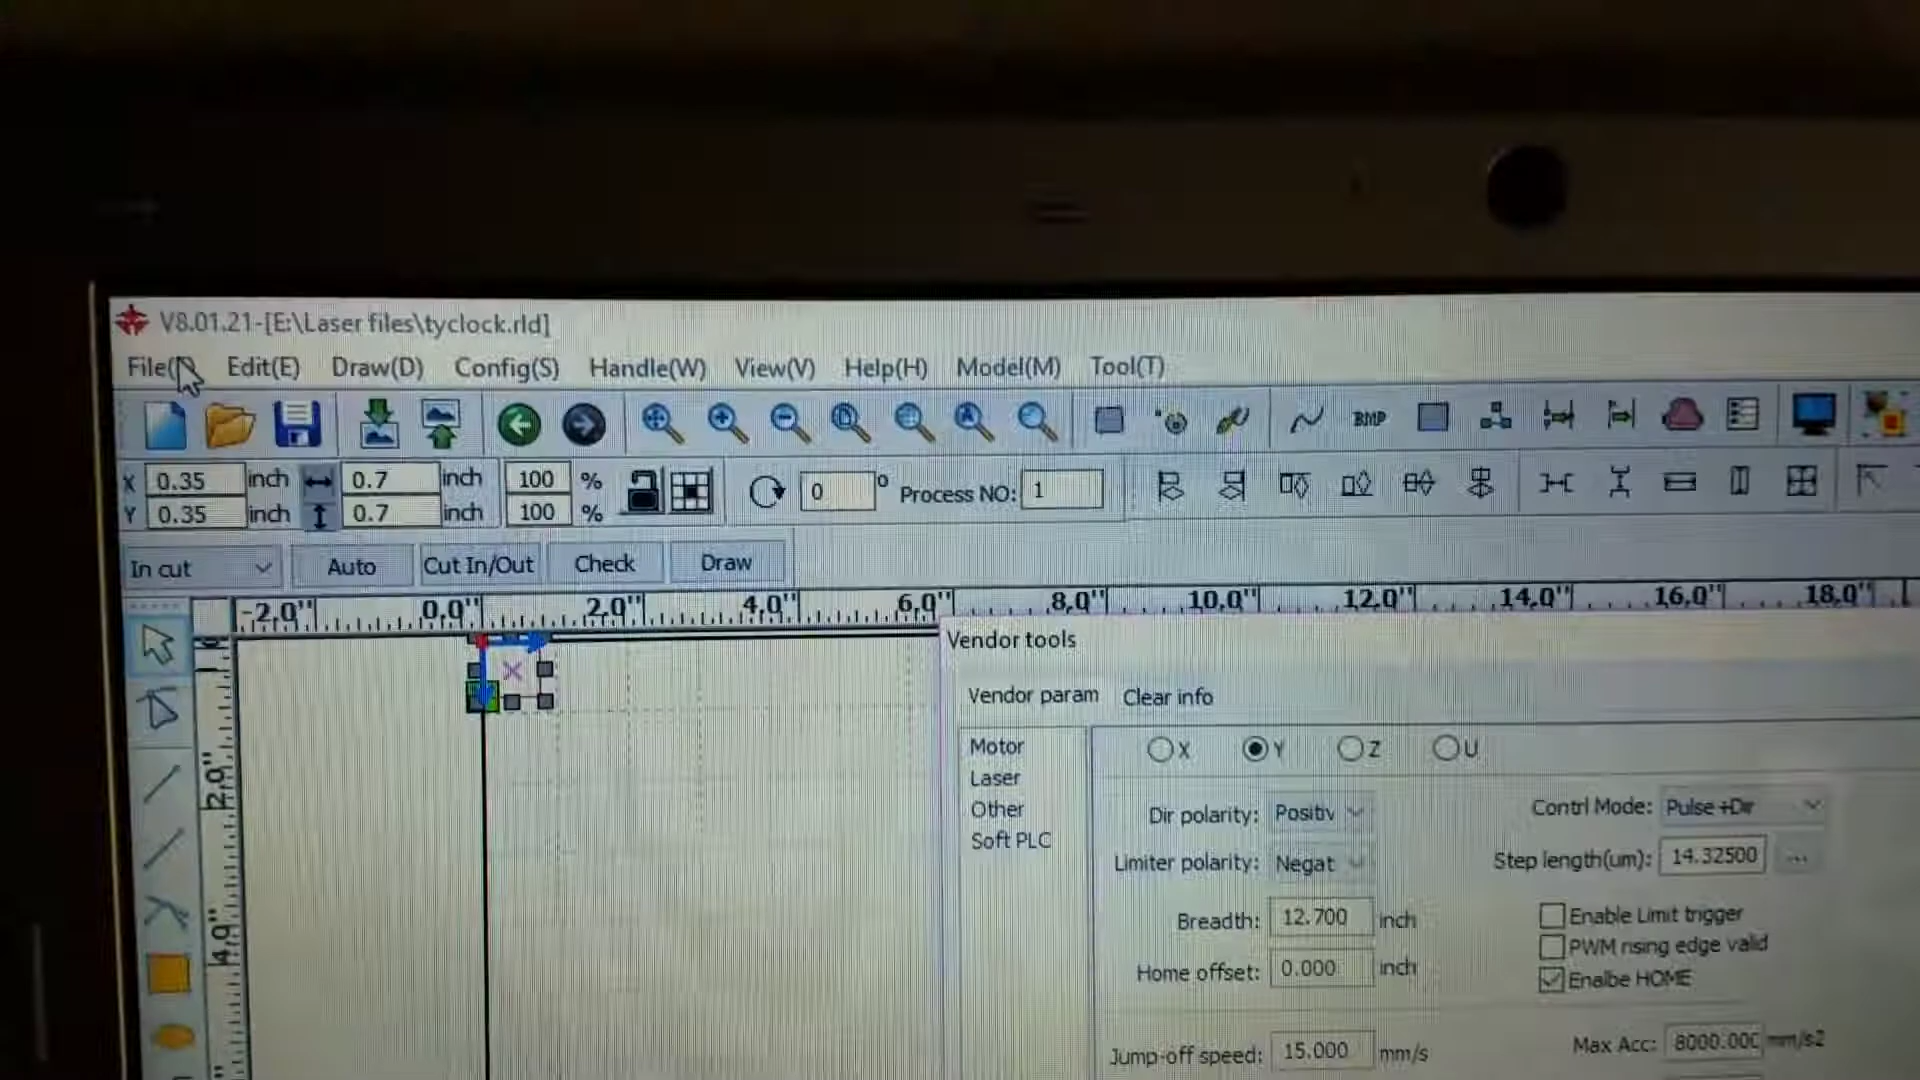 V8.01.21-[E:\Laser files\tyclock.rld]
File( Edit(E) Draw(D) Config(S) Handle(W) View(V) Help(H) Model(M) Tool(T)
BMP
X 0.35 inch 0.7 inch 100 %
Y 0.35 inch 0.7 inch 100 %
0 ° Process NO: 1
In cut Auto Cut In/Out Check Draw
-2,0" 0,0" 2,0" 4,0" 6,0" 8,0" 10,0" 12,0" 14,0" 16,0" 18,0"
2,0"
4,0"
Vendor tools
Vendor param Clear info
Motor
Laser
Other
Soft PLC
X Y Z U
Dir polarity: Positiv Contrl Mode: Pulse +Dir
Limiter polarity: Negat Step length(um): 14.32500 ...
Breadth: 12.700 inch Enable Limit trigger
PWM rising edge valid
Home offset: 0.000 inch Enalbe HOME
Jump-off speed: 15.000 mm/s Max Acc: 8000.000 mm/s2